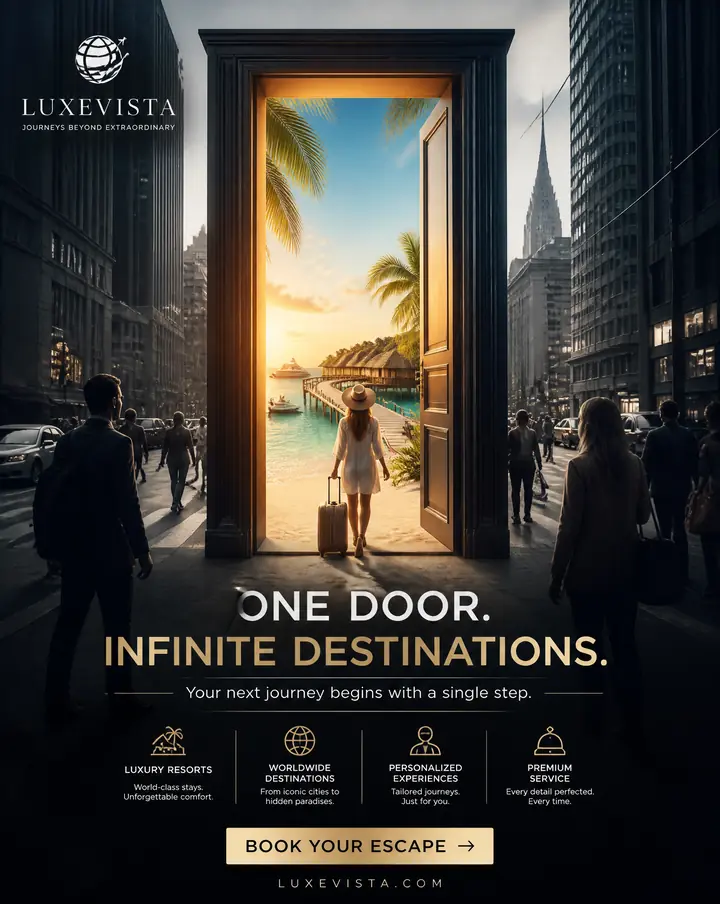 LUXEVISTA
JOURNEYS BEYOND EXTRAORDINARY
ONE DOOR.
INFINITE DESTINATIONS.
Your next journey begins with a single step.
LUXURY RESORTS
World-class stays.
Unforgettable comfort.
WORLDWIDE
DESTINATIONS
From iconic cities to
hidden paradises.
PERSONALIZED
EXPERIENCES
Tailored journeys.
Just for you.
PREMIUM
SERVICE
Every detail perfected.
Every time.
BOOK YOUR ESCAPE →
LUXEVISTA.COM